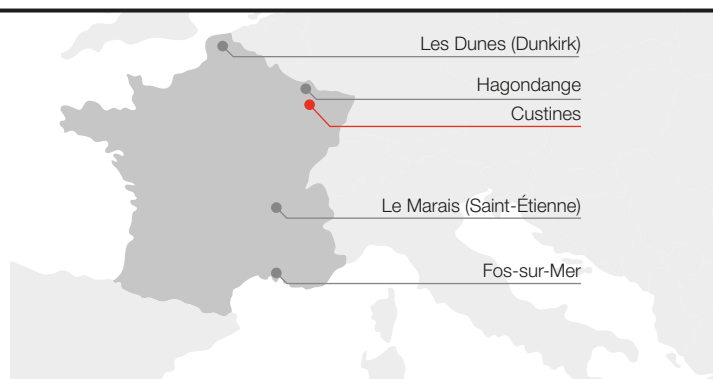 Les Dunes (Dunkirk)
Hagondange
Custines
Le Marais (Saint-Étienne)
Fos-sur-Mer